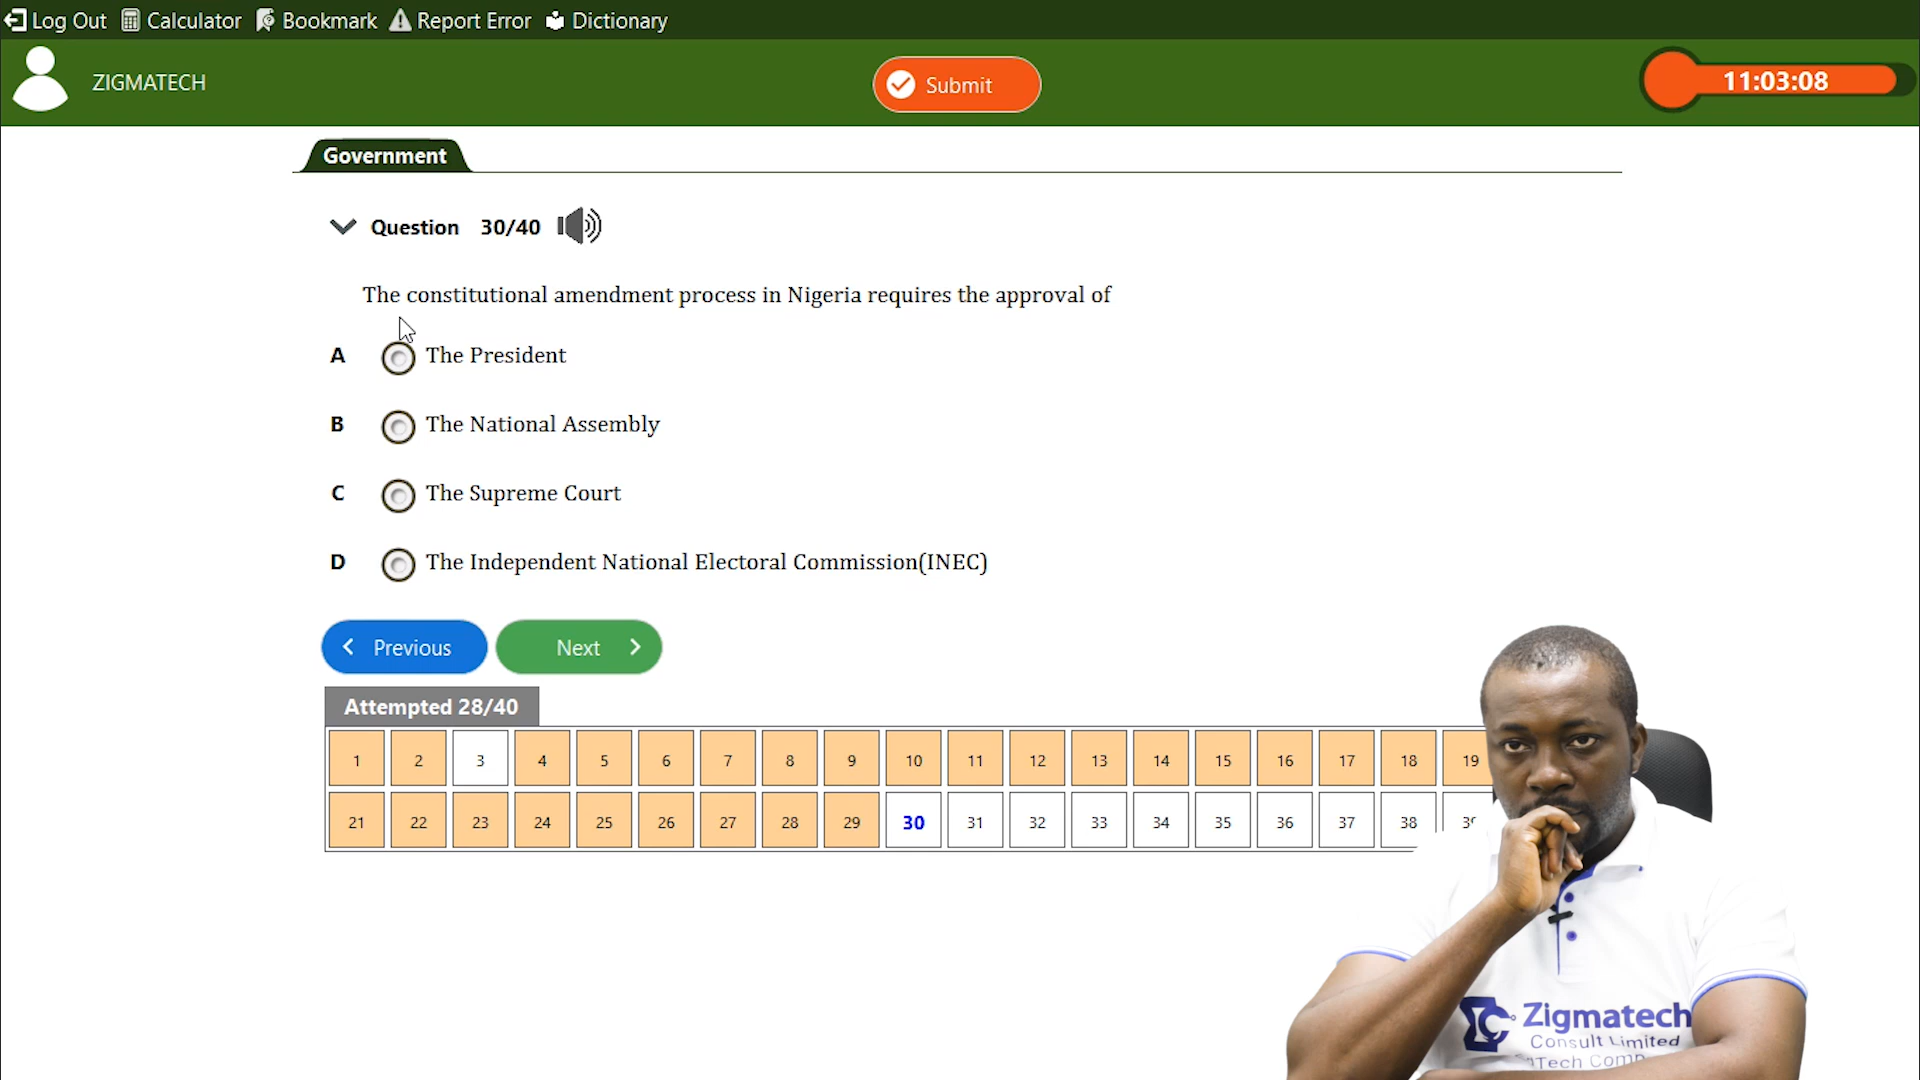 Log Out Calculator Bookmark Report Error Dictionary
ZIGMATECH
Submit
11:03:08
Government
Question 30/40
The constitutional amendment process in Nigeria requires the approval of
A The President
B The National Assembly
C The Supreme Court
D The Independent National Electoral Commission(INEC)
Previous
Next
Attempted 28/40
1 2 3 4 5 6 7 8 9 10 11 12 13 14 15 16 17 18 19
21 22 23 24 25 26 27 28 29 30 31 32 33 34 35 36 37 38
Zigmatech
Consult Limited